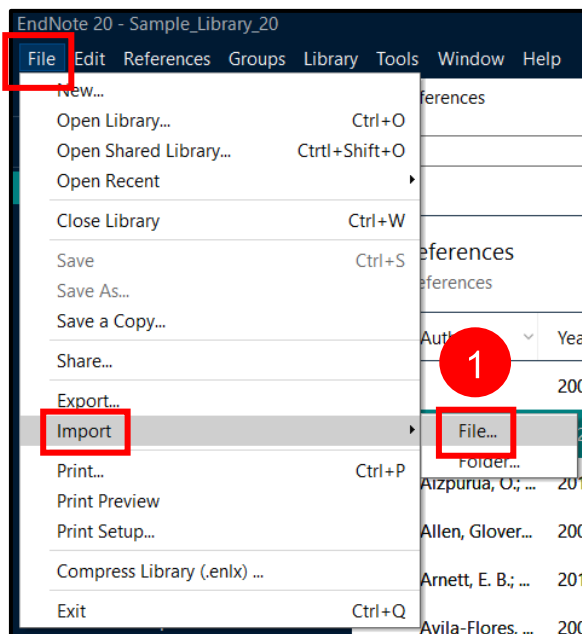 EndNote 20 - Sample_Library_20
File Edit References Groups Library Tools Window Help
New...
ferences
Open Library... Ctrl+O
Open Shared Library... Ctrtl+Shift+O
Open Recent
Close Library Ctrl+W
eferences
Save Ctrl+S
eferences
Save As...
Save a Copy...
Auth Yea
Share...
1
200
Export...
Import File...
Folder...
Print... Ctrl+P
Aizpurua, O.; ... 201
Print Preview
Print Setup...
Allen, Glover... 200
Compress Library (.enlx) ...
Arnett, E. B.; ... 201
Exit Ctrl+Q
Avila-Flores, ... 200